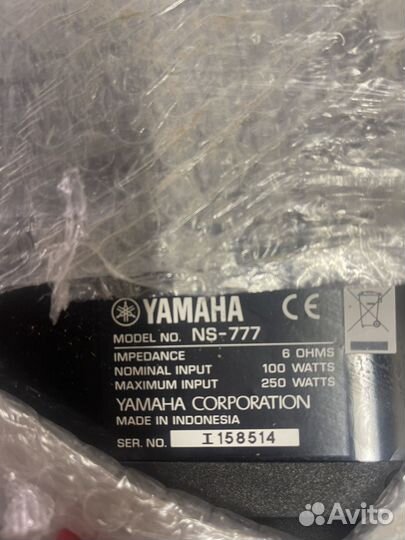 YAMAHA CE
MODEL NO. NS-777
IMPEDANCE 6 OHMS
NOMINAL INPUT 100 WATTS
MAXIMUM INPUT 250 WATTS
YAMAHA CORPORATION
MADE IN INDONESIA
SER. NO. I158514
Avito